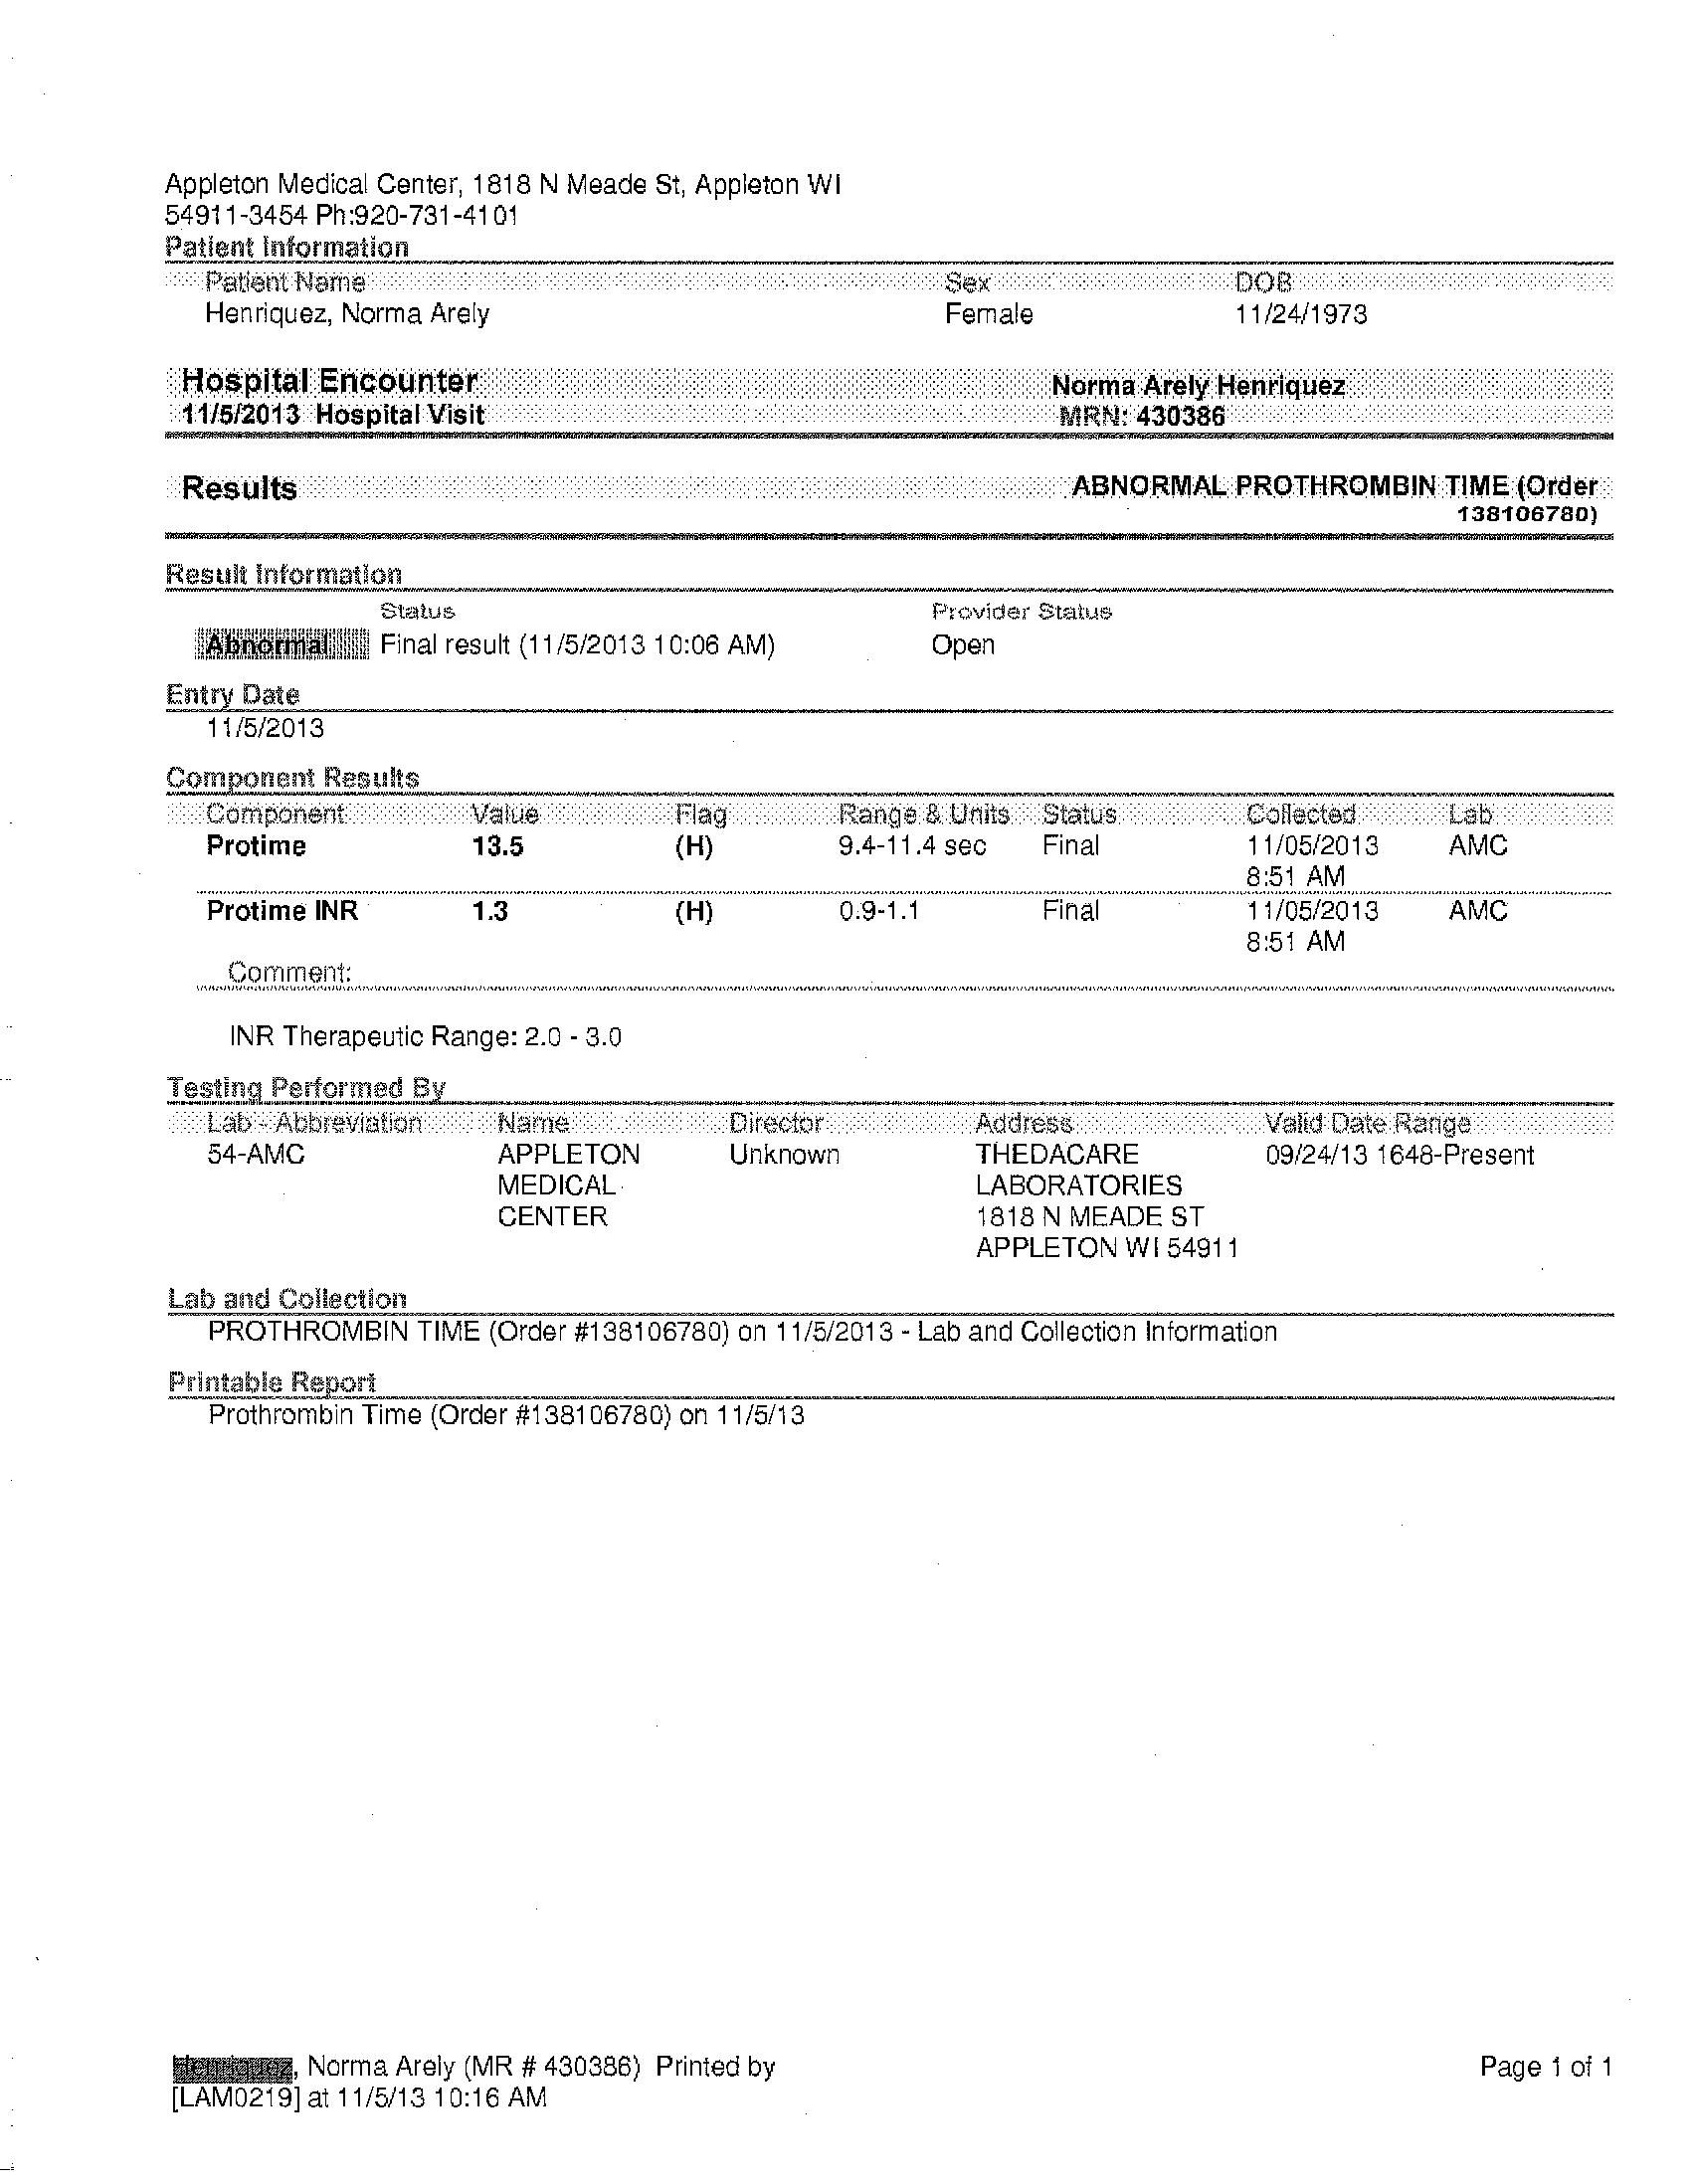 Appleton Medical Center, 1818 N Meade St, Appleton WI
54911-3454 Ph:920-731-4101
Patient Information
Patient Name Sex DOB
Henriquez, Norma Arely Female 11/24/1973
Hospital Encounter Norma Arely Henriquez
11/5/2013 Hospital Visit MRN: 430386
Results ABNORMAL PROTHROMBIN TIME (Order
138106780)
Result Information
Status Provider Status
Abnormal Final result (11/5/2013 10:06 AM) Open
Entry Date
11/5/2013
Component Results
Component Value Flag Range & Units Status Collected Lab
Protime 13.5 (H) 9.4-11.4 sec Final 11/05/2013 AMC
8:51 AM
Protime INR 1.3 (H) 0.9-1.1 Final 11/05/2013 AMC
8:51 AM
Comment:
INR Therapeutic Range: 2.0 - 3.0
Testing Performed By
Lab - Abbreviation Name Director Address Valid Date Range
54-AMC APPLETON Unknown THEDACARE 09/24/13 1648-Present
MEDICAL LABORATORIES
CENTER 1818 N MEADE ST
APPLETON WI 54911
Lab and Collection
PROTHROMBIN TIME (Order #138106780) on 11/5/2013 - Lab and Collection Information
Printable Report
Prothrombin Time (Order #138106780) on 11/5/13
Henriquez, Norma Arely (MR # 430386) Printed by Page 1 of 1
[LAM0219] at 11/5/13 10:16 AM